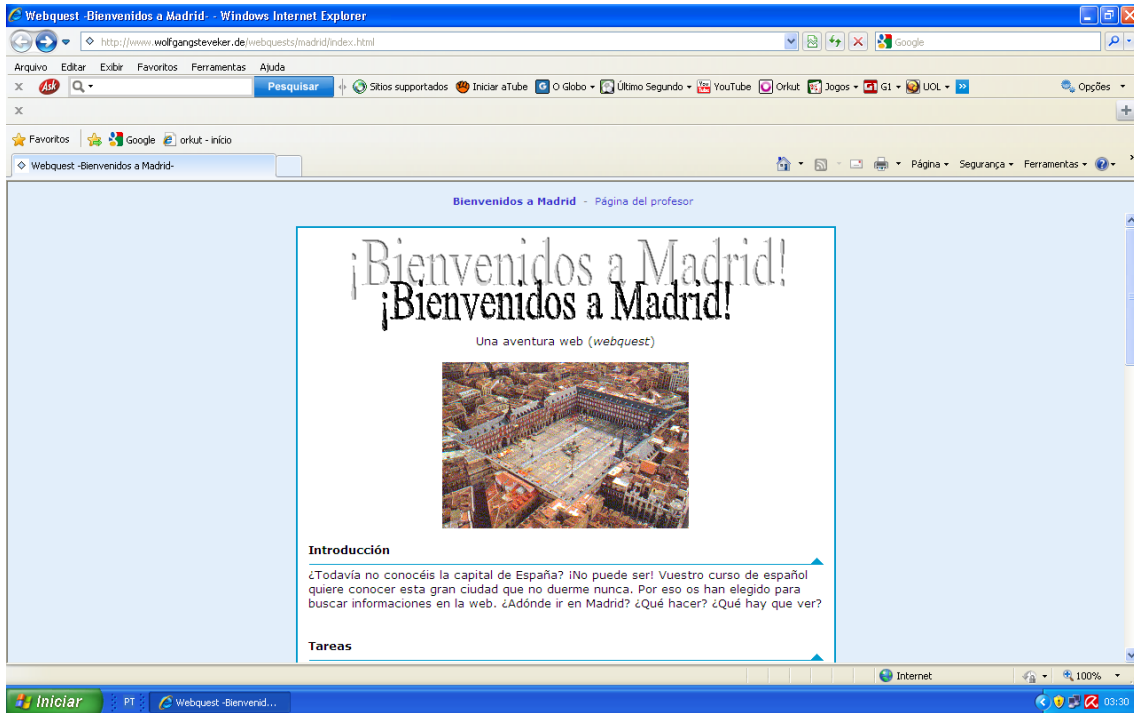 Webquest -Bienvenidos a Madrid- - Windows Internet Explorer
http://www.wolfgangsteveker.de/webquests/madrid/index.html
Google
Arquivo Editar Exibir Favoritos Ferramentas Ajuda
x Ask Pesquisar Sitios supportados Iniciar aTube O Globo Último Segundo YouTube Orkut Jogos G1 UOL » Opções
x
Favoritos Google orkut - início
Webquest -Bienvenidos a Madrid- Página Segurança Ferramentas
Bienvenidos a Madrid - Página del profesor
¡Bienvenidos a Madrid!
¡Bienvenidos a Madrid!
Una aventura web (webquest)
Introducción
¿Todavía no conocéis la capital de España? ¡No puede ser! Vuestro curso de español
quiere conocer esta gran ciudad que no duerme nunca. Por eso os han elegido para
buscar informaciones en la web. ¿Adónde ir en Madrid? ¿Qué hacer? ¿Qué hay que ver?
Tareas
Internet 100%
Iniciar PT Webquest -Bienvenid... 03:30